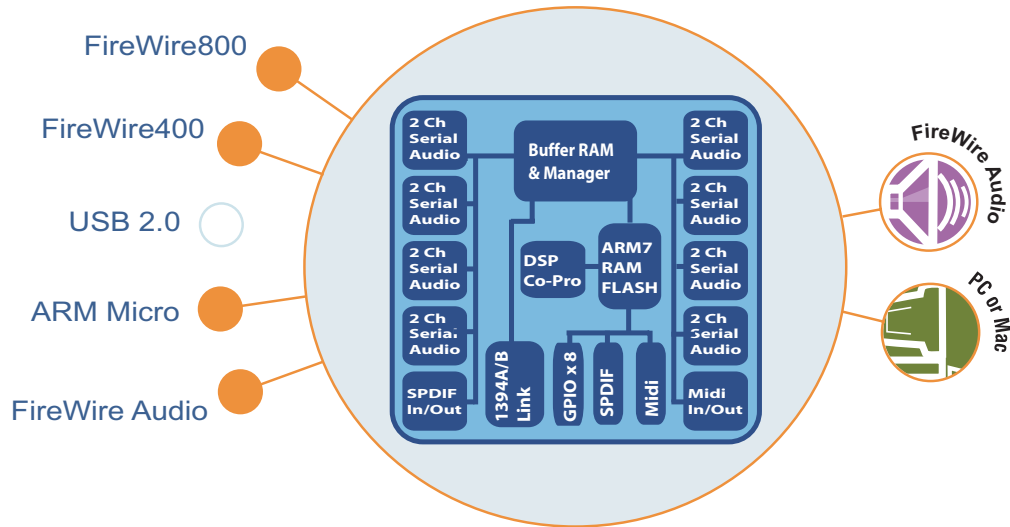 FireWire800
FireWire400
USB 2.0
ARM Micro
FireWire Audio
2 Ch
Serial
Audio
2 Ch
Serial
Audio
2 Ch
Serial
Audio
2 Ch
Serial
Audio
SPDIF
In/Out
Buffer RAM
& Manager
DSP
Co-Pro
ARM7
RAM
FLASH
1394A/B
Link
GPIO x 8
SPDIF
Midi
2 Ch
Serial
Audio
2 Ch
Serial
Audio
2 Ch
Serial
Audio
2 Ch
Serial
Audio
Midi
In/Out
FireWire Audio
PC or Mac